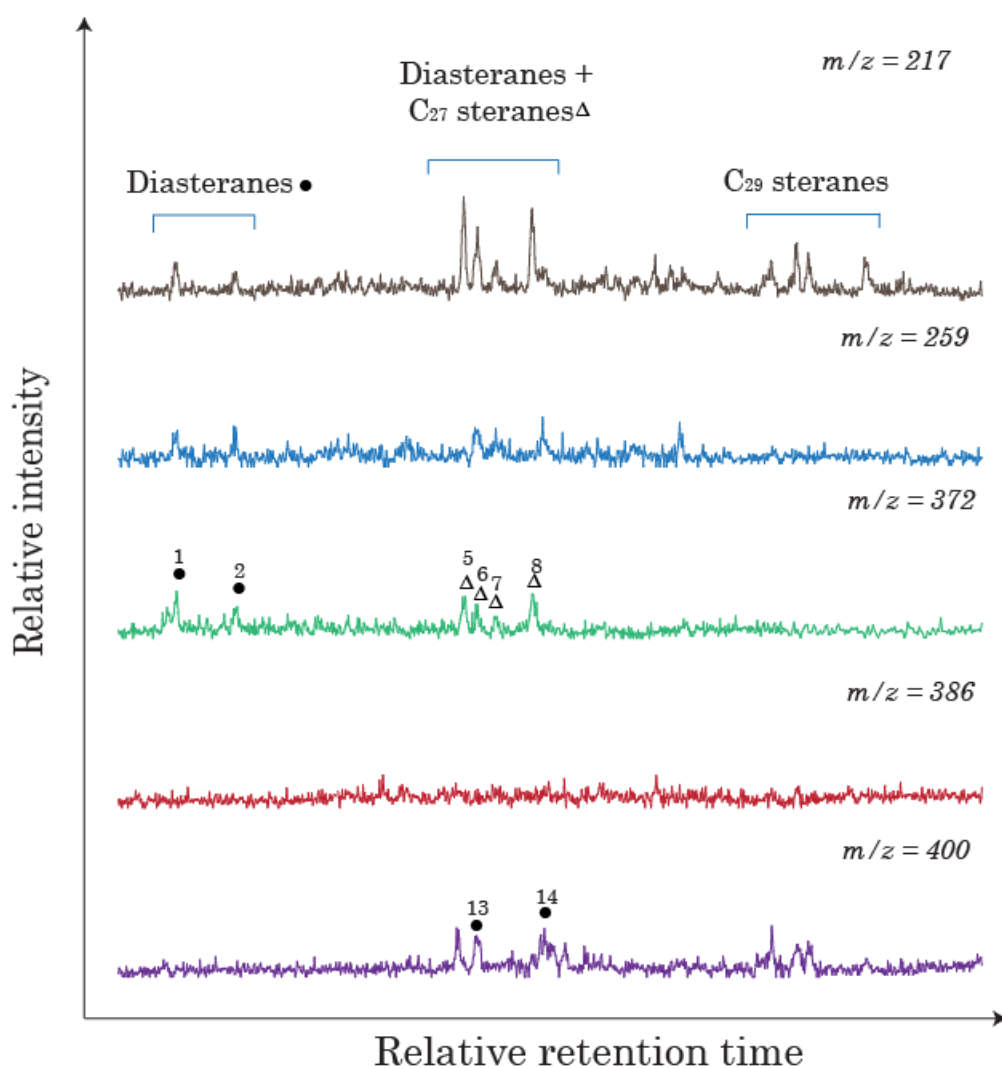 m/z = 217
Diasteranes +
C₂₇ steranes∆
Diasteranes ●
C₂₉ steranes
m/z = 259
m/z = 372
1
●
2
●
5
∆
6
∆
7
∆
8
∆
m/z = 386
m/z = 400
13
●
14
●
Relative intensity
Relative retention time